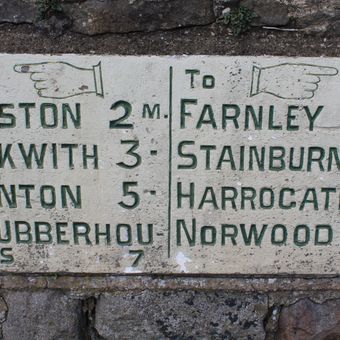 STON 2 M.
KWITH 3-
NTON 5-
UBBERHOU-
S 7
To
FARNLEY
STAINBURN
HARROGAT
NORWOOD